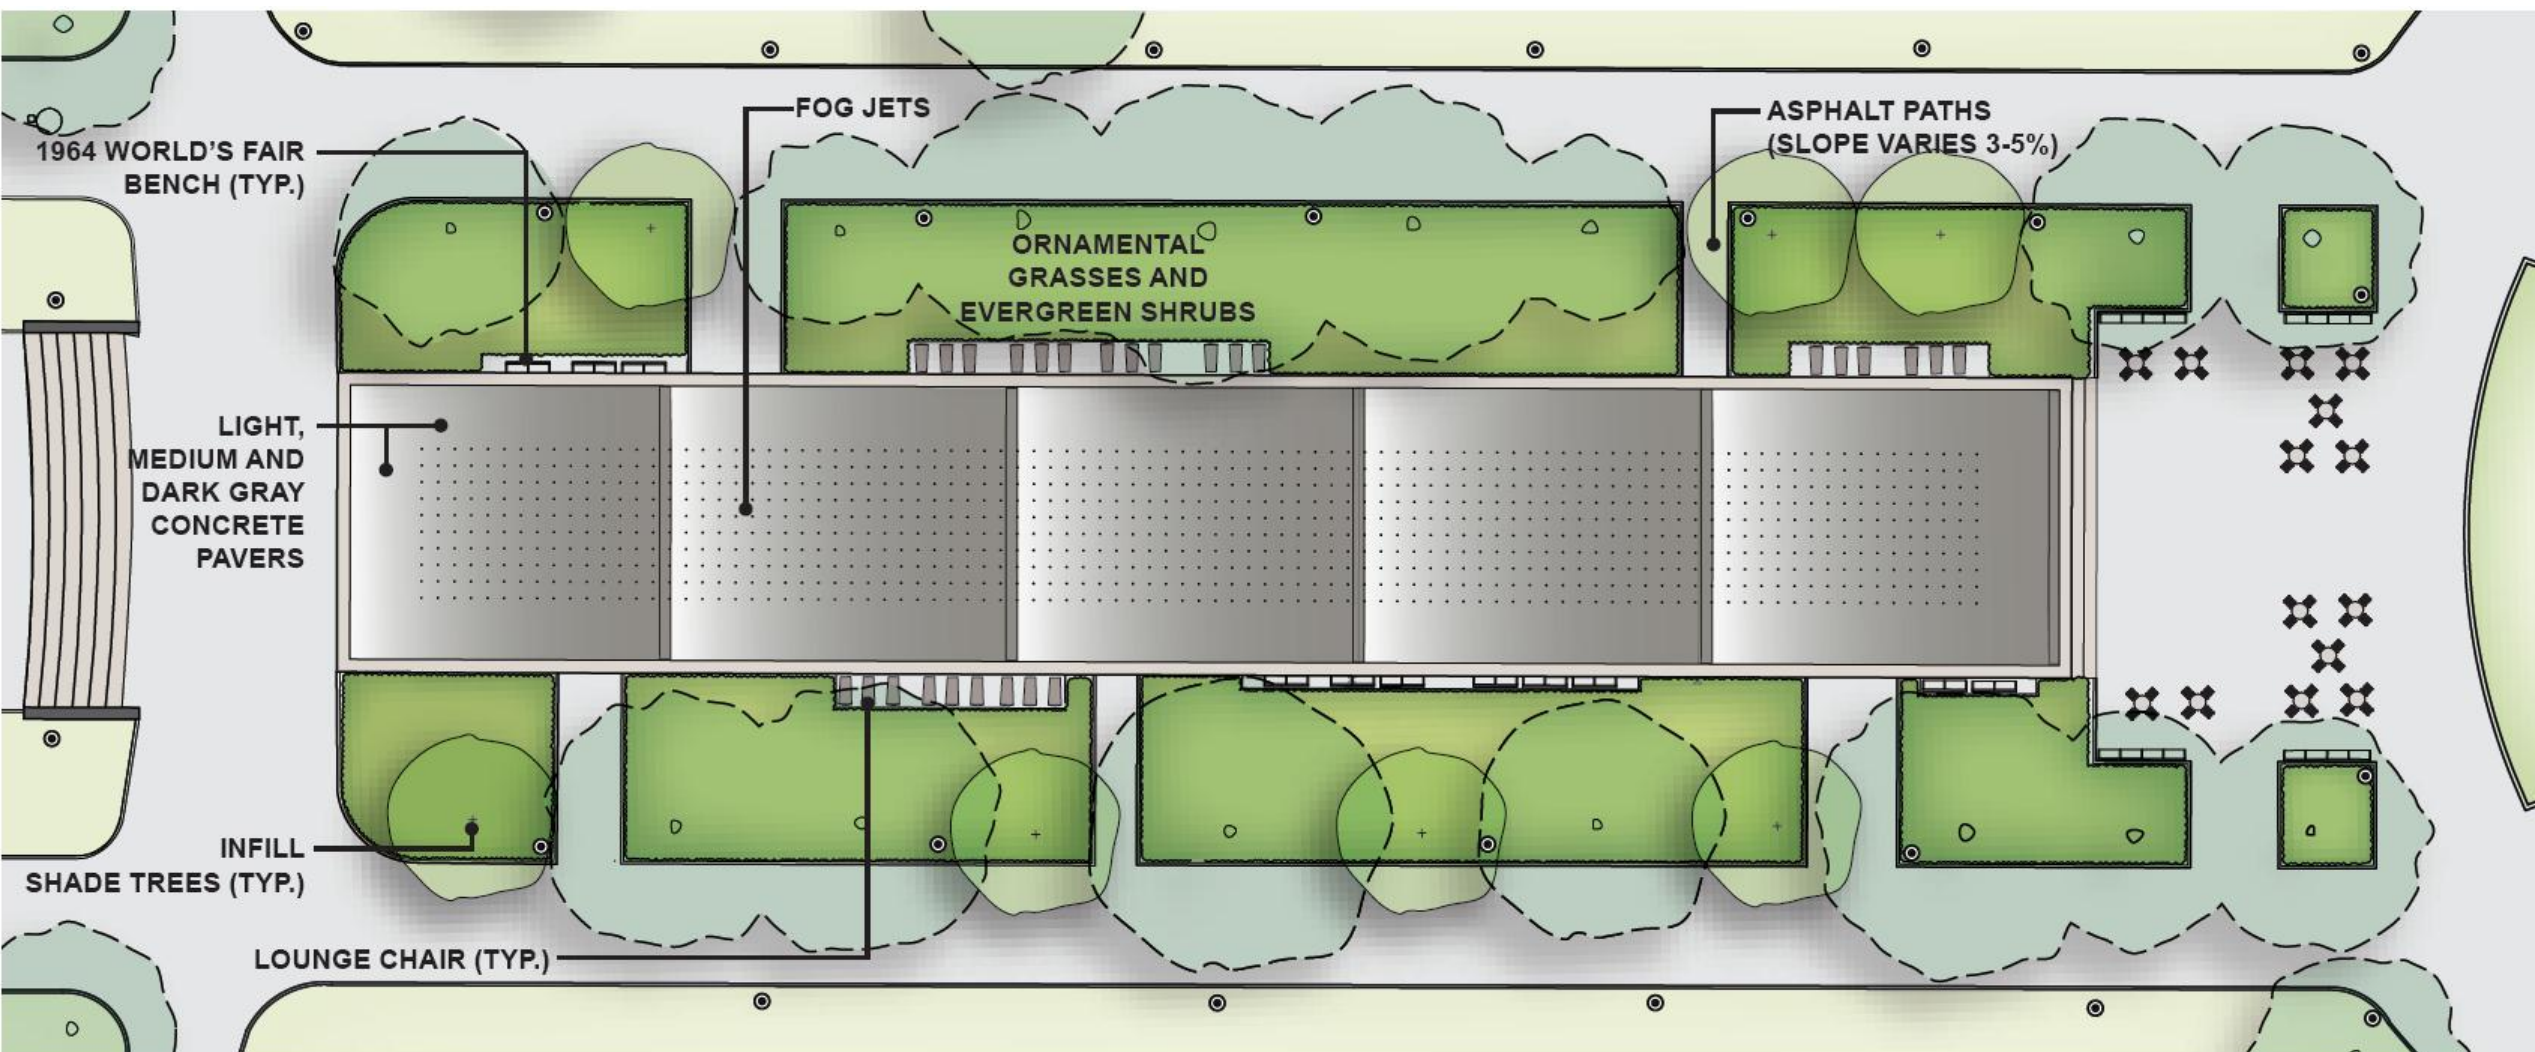 FOG JETS
ASPHALT PATHS
(SLOPE VARIES 3-5%)
1964 WORLD'S FAIR
BENCH (TYP.)
ORNAMENTAL
GRASSES AND
EVERGREEN SHRUBS
LIGHT,
MEDIUM AND
DARK GRAY
CONCRETE
PAVERS
INFILL
SHADE TREES (TYP.)
LOUNGE CHAIR (TYP.)